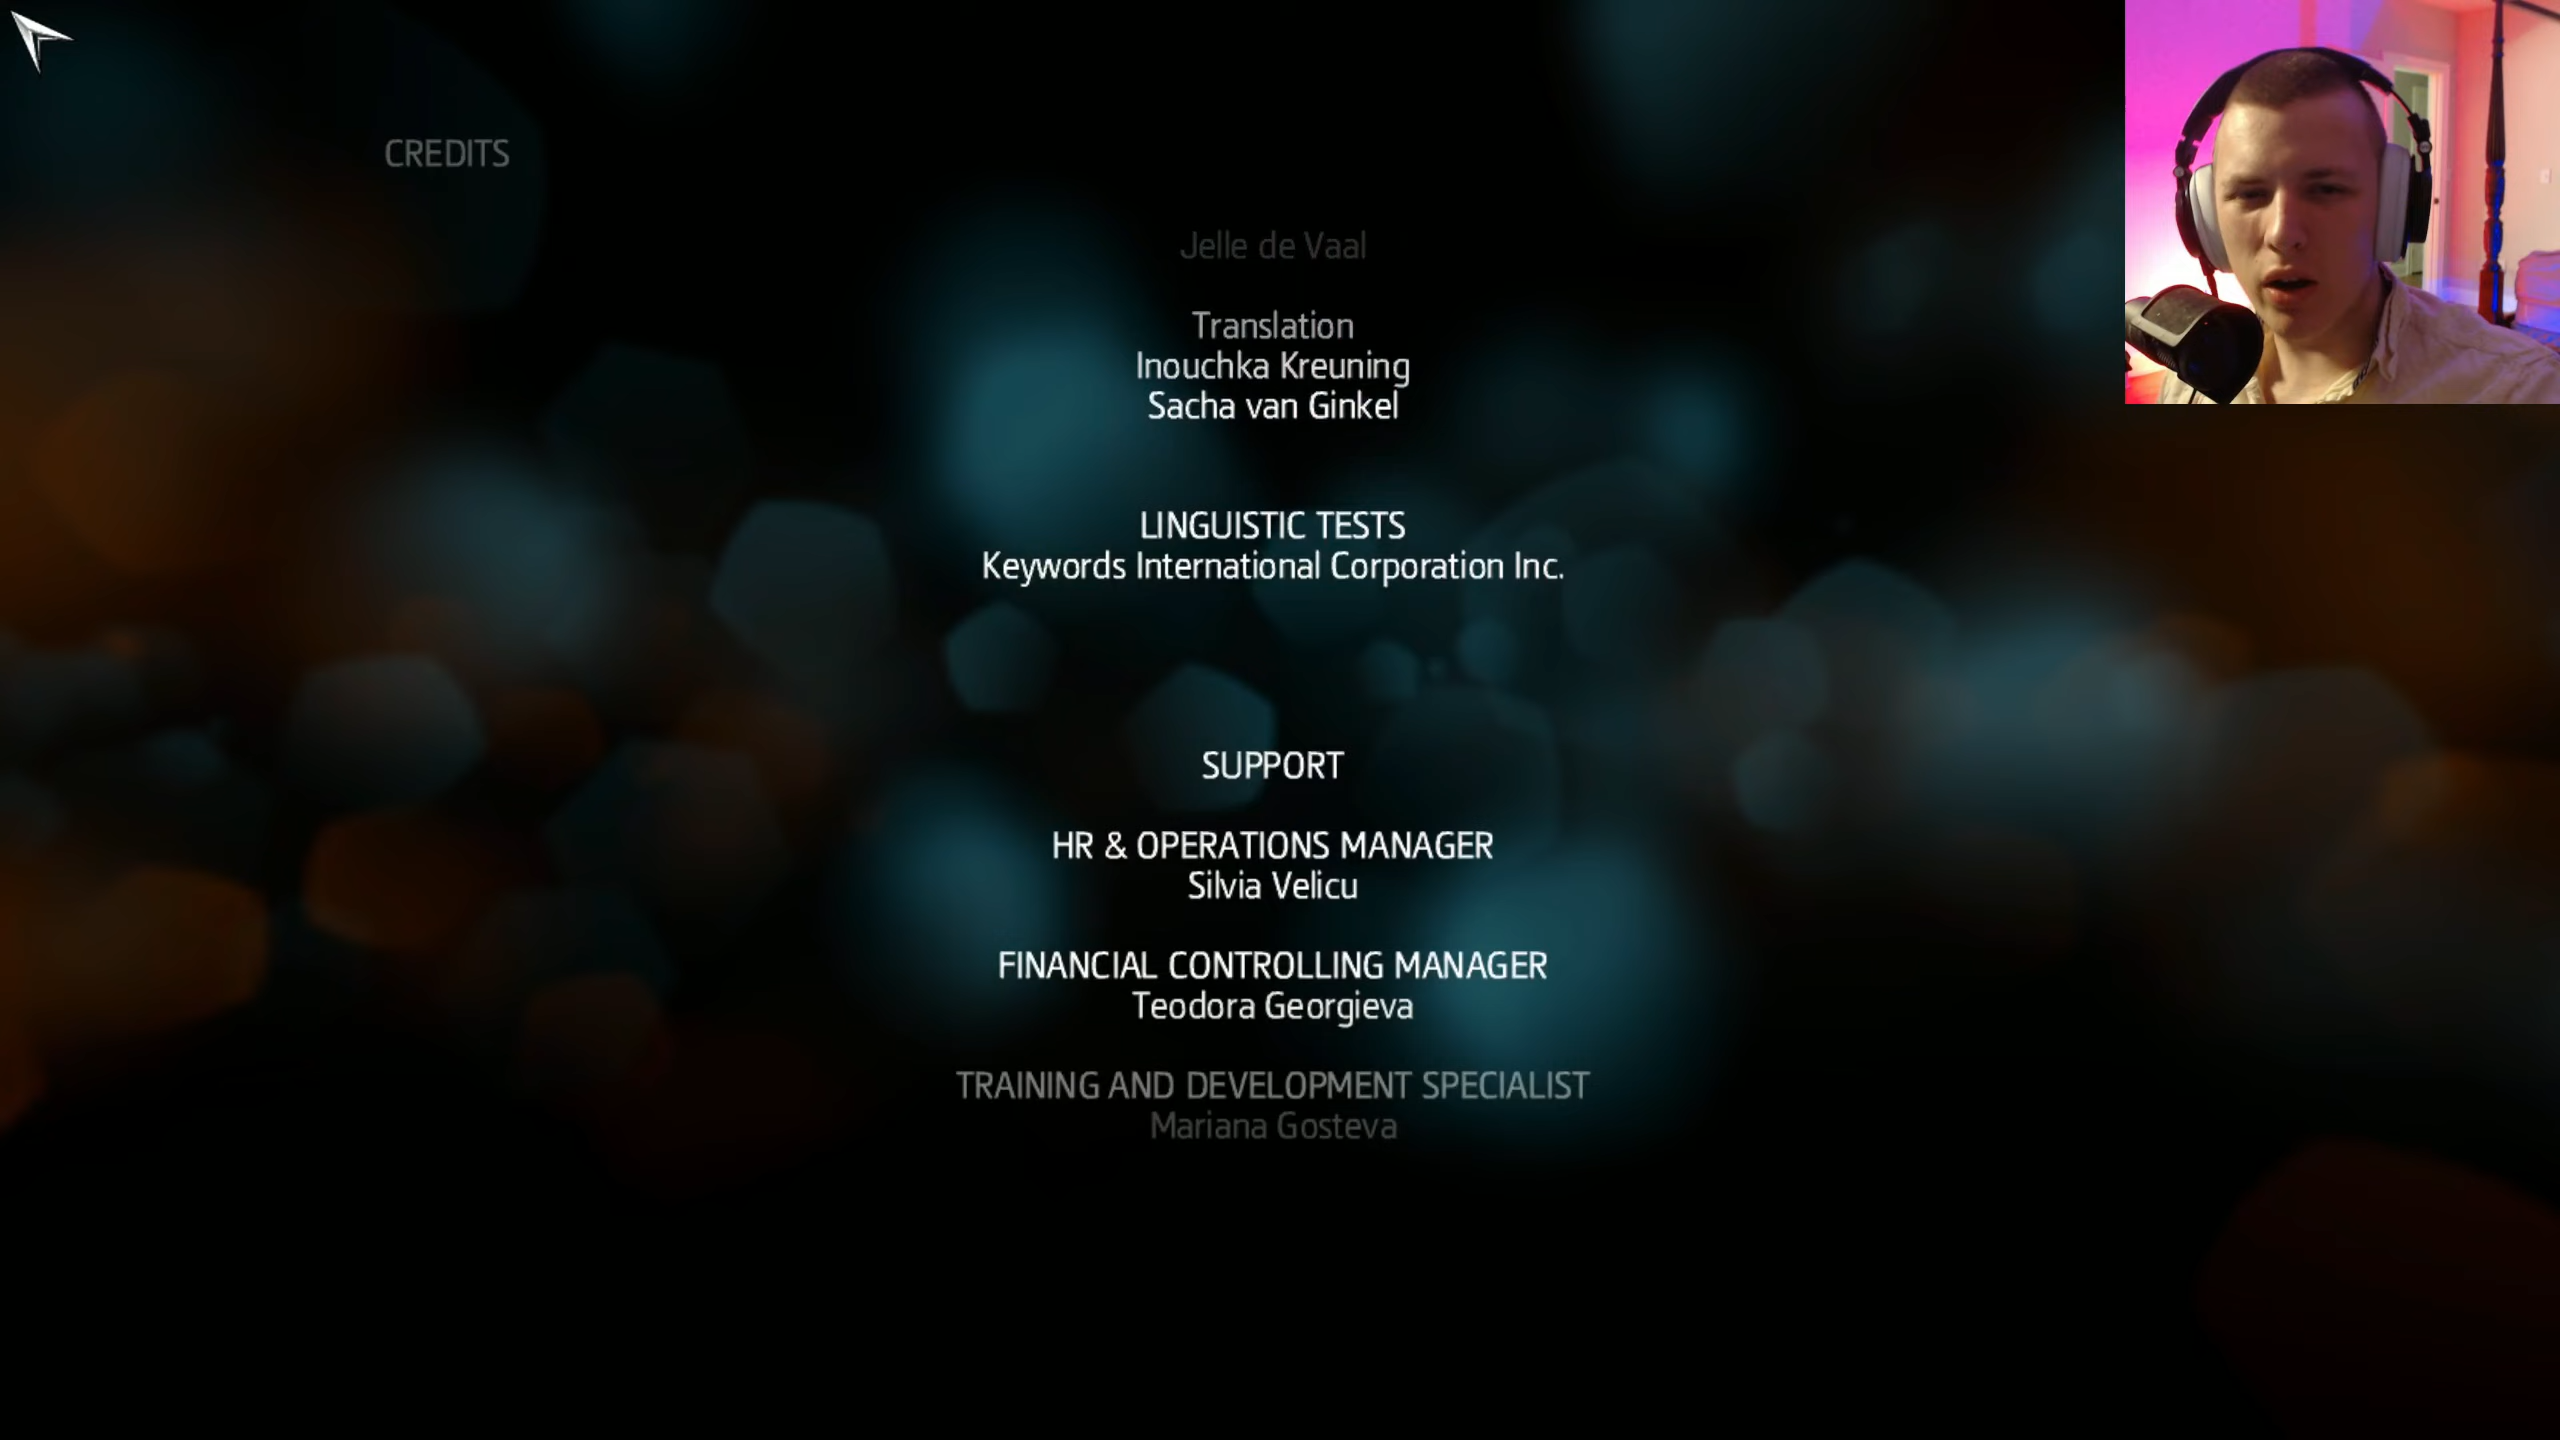 CREDITS
Jelle de Vaal
Translation
Inouchka Kreuning
Sacha van Ginkel
LINGUISTIC TESTS
Keywords International Corporation Inc.
SUPPORT
HR & OPERATIONS MANAGER
Silvia Velicu
FINANCIAL CONTROLLING MANAGER
Teodora Georgieva
TRAINING AND DEVELOPMENT SPECIALIST
Mariana Gosteva